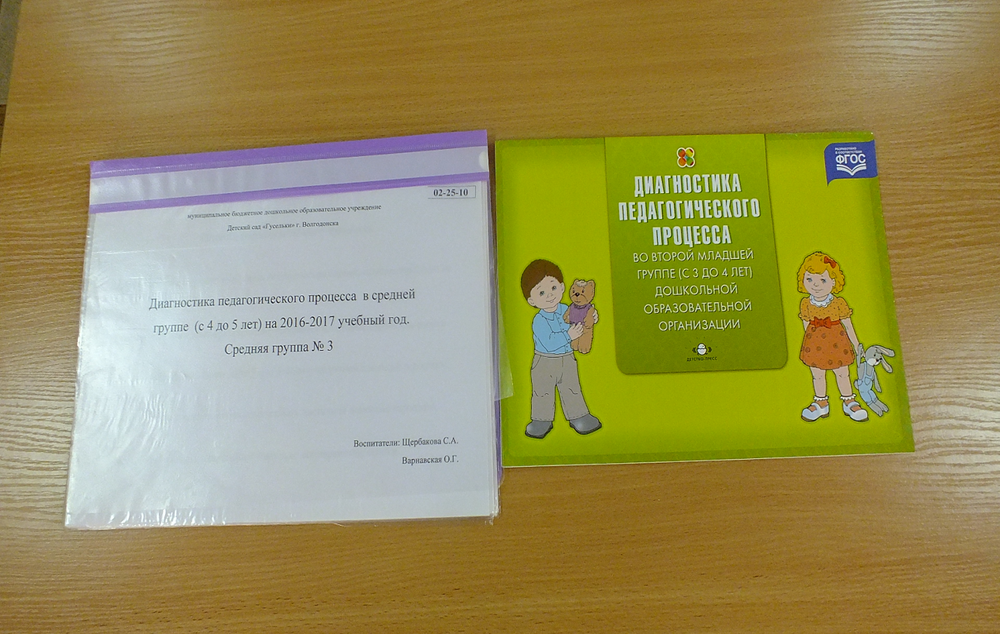 02-25-10
муниципальное бюджетное дошкольное образовательное учреждение
Детский сад «Гусельки» г. Волгодонска
Диагностика педагогического процесса в средней
группе (с 4 до 5 лет) на 2016-2017 учебный год.
Средняя группа № 3
Воспитатели: Щербакова С.А.
Варнавская О.Г.
ДИАГНОСТИКА
ПЕДАГОГИЧЕСКОГО
ПРОЦЕССА
ВО ВТОРОЙ МЛАДШЕЙ
ГРУППЕ (С 3 ДО 4 ЛЕТ)
ДОШКОЛЬНОЙ
ОБРАЗОВАТЕЛЬНОЙ
ОРГАНИЗАЦИИ
ДЕТСТВО-ПРЕСС
РАЗРАБОТАНО
В СООТВЕТСТВИИ
ФГОС